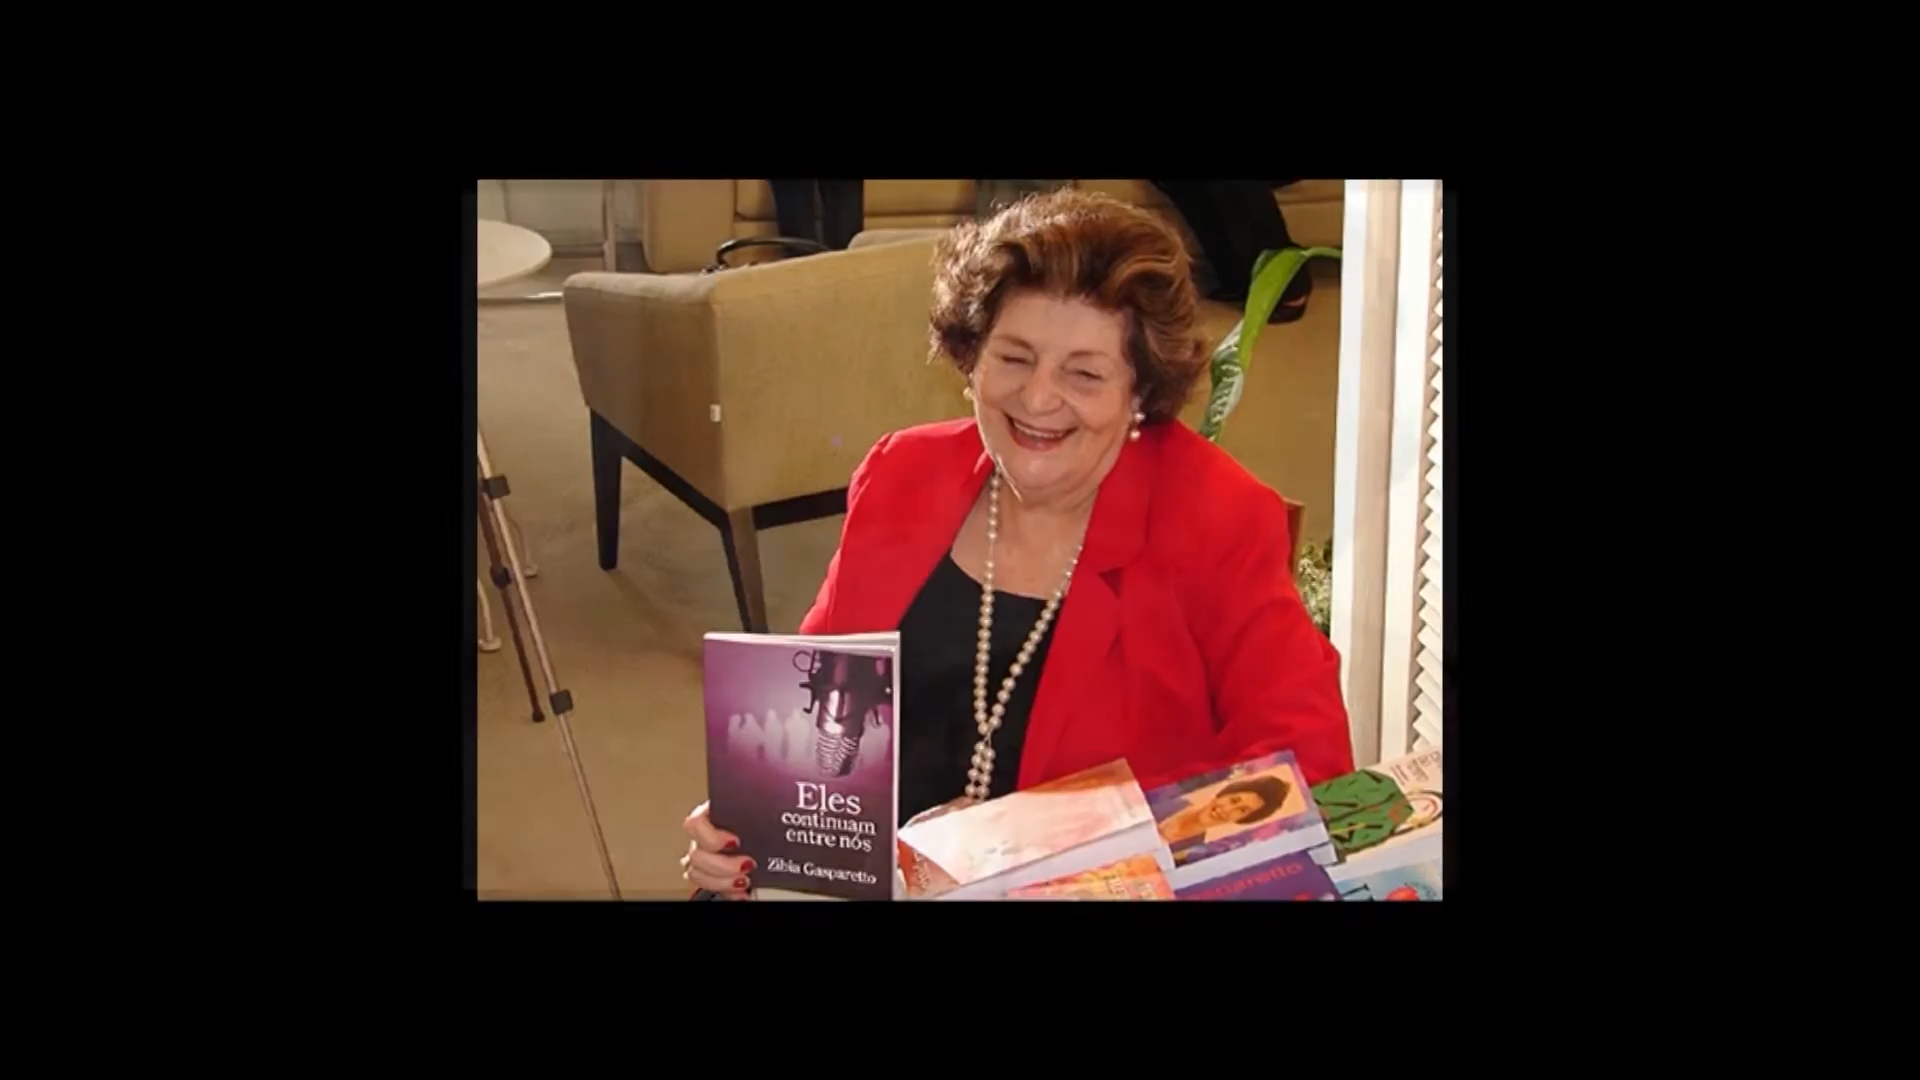 Eles
continuam
entre nós
Zibia Gasparetto